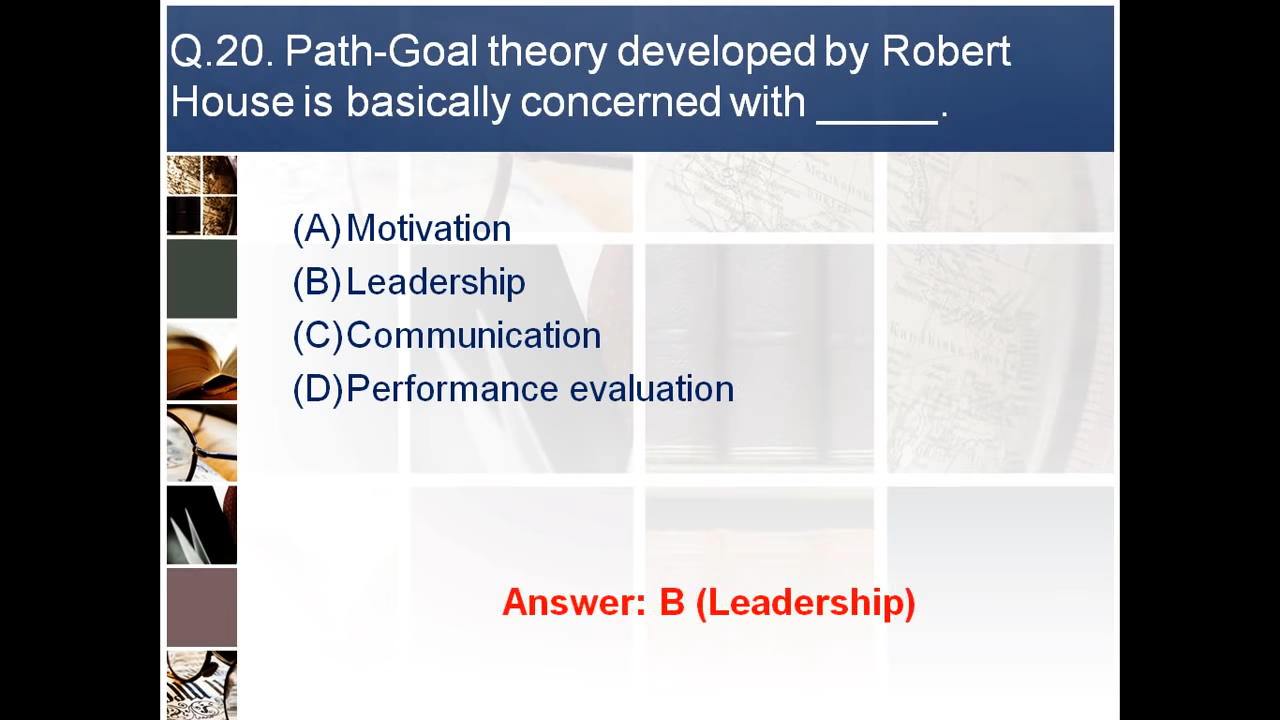 Q.20. Path-Goal theory developed by Robert
House is basically concerned with _____.
(A) Motivation
(B) Leadership
(C) Communication
(D) Performance evaluation
Answer: B (Leadership)